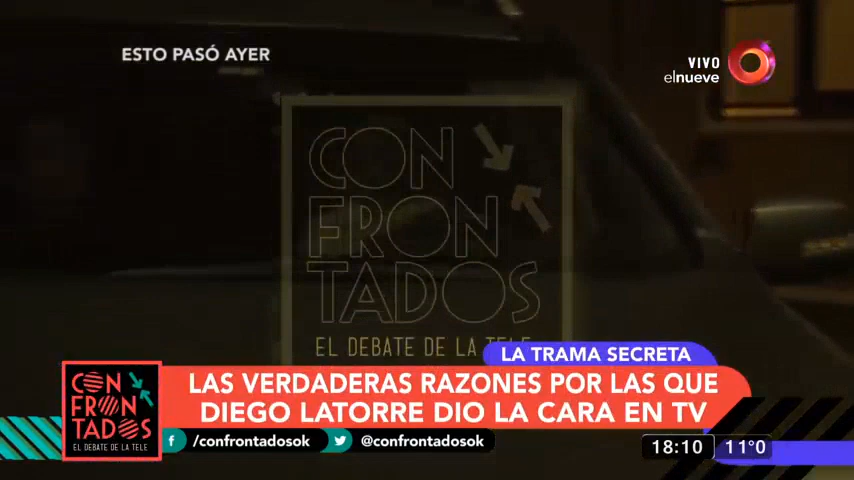 ESTO PASÓ AYER
VIVO
elnueve
CON
FRON
TADOS
EL DEBATE DE LA TELE
LA TRAMA SECRETA
LAS VERDADERAS RAZONES POR LAS QUE
DIEGO LATORRE DIO LA CARA EN TV
CON
FRON
TADOS
EL DEBATE DE LA TELE
/confrontadosok
@confrontadosok
18:10
11°0